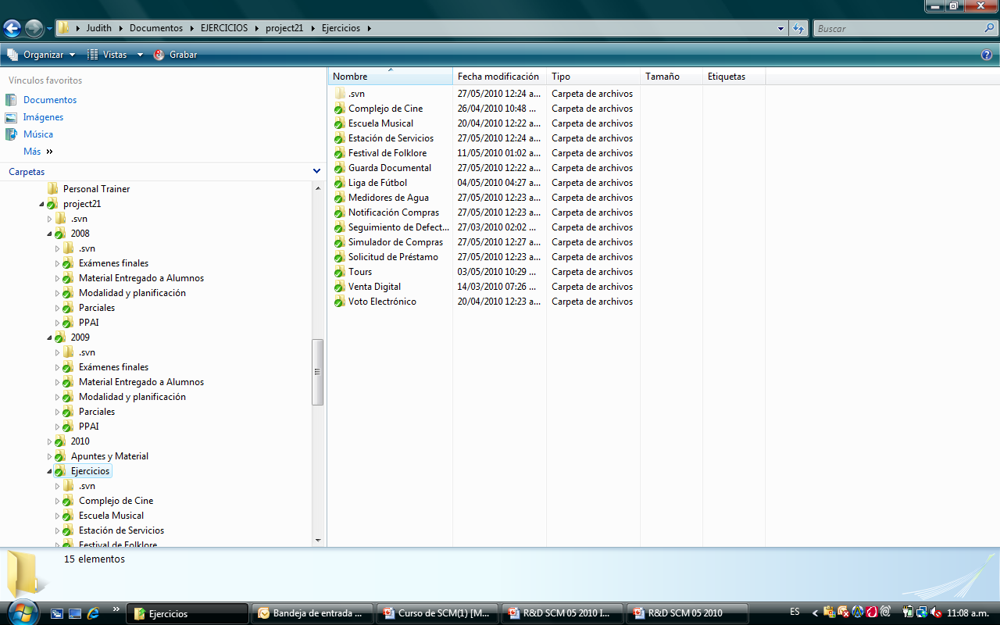 Judith Documentos EJERCICIOS project21 Ejercicios
Buscar
Organizar Vistas Grabar
Vínculos favoritos
Documentos
Imágenes
Música
Más »
Carpetas
Personal Trainer
project21
.svn
2008
.svn
Exámenes finales
Material Entregado a Alumnos
Modalidad y planificación
Parciales
PPAI
2009
.svn
Exámenes finales
Material Entregado a Alumnos
Modalidad y planificación
Parciales
PPAI
2010
Apuntes y Material
Ejercicios
.svn
Complejo de Cine
Escuela Musical
Estación de Servicios
Festival de Folklore
Nombre Fecha modificación Tipo Tamaño Etiquetas
.svn 27/05/2010 12:24 a... Carpeta de archivos
Complejo de Cine 26/04/2010 10:48 ... Carpeta de archivos
Escuela Musical 20/04/2010 12:22 a... Carpeta de archivos
Estación de Servicios 27/05/2010 12:24 a... Carpeta de archivos
Festival de Folklore 11/05/2010 01:02 a... Carpeta de archivos
Guarda Documental 27/05/2010 12:22 a... Carpeta de archivos
Liga de Fútbol 04/05/2010 04:27 a... Carpeta de archivos
Medidores de Agua 27/05/2010 12:23 a... Carpeta de archivos
Notificación Compras 27/05/2010 12:23 a... Carpeta de archivos
Seguimiento de Defect... 27/03/2010 02:02 ... Carpeta de archivos
Simulador de Compras 27/05/2010 12:27 a... Carpeta de archivos
Solicitud de Préstamo 27/05/2010 12:23 a... Carpeta de archivos
Tours 03/05/2010 10:29 ... Carpeta de archivos
Venta Digital 14/03/2010 07:26 ... Carpeta de archivos
Voto Electrónico 20/04/2010 12:23 a... Carpeta de archivos
15 elementos
» Ejercicios Bandeja de entrada ... Curso de SCM(1) [M... R&D SCM 05 2010 I... R&D SCM 05 2010 ES 11:08 a.m.